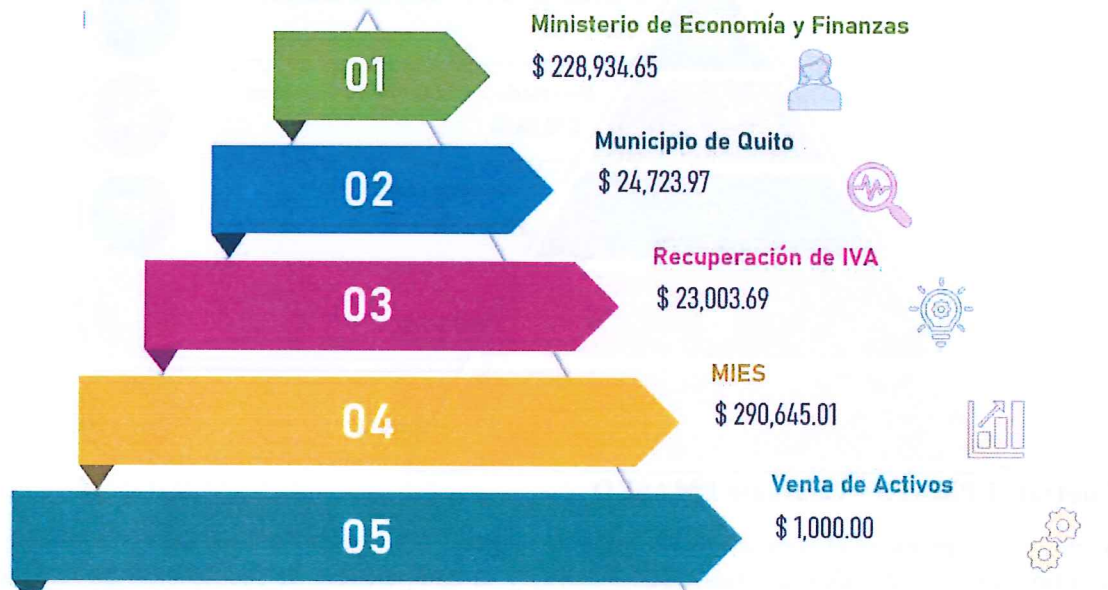 Ministerio de Economía y Finanzas
01
$ 228,934.65
Municipio de Quito
02
$ 24,723.97
Recuperación de IVA
03
$ 23,003.69
MIES
04
$ 290,645.01
Venta de Activos
05
$ 1,000.00